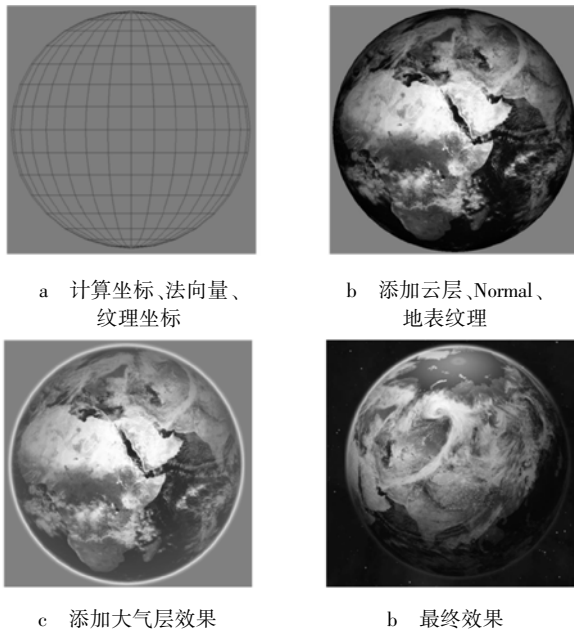 a 计算坐标、法向量、
纹理坐标
b 添加云层、Normal、
地表纹理
c 添加大气层效果
b 最终效果